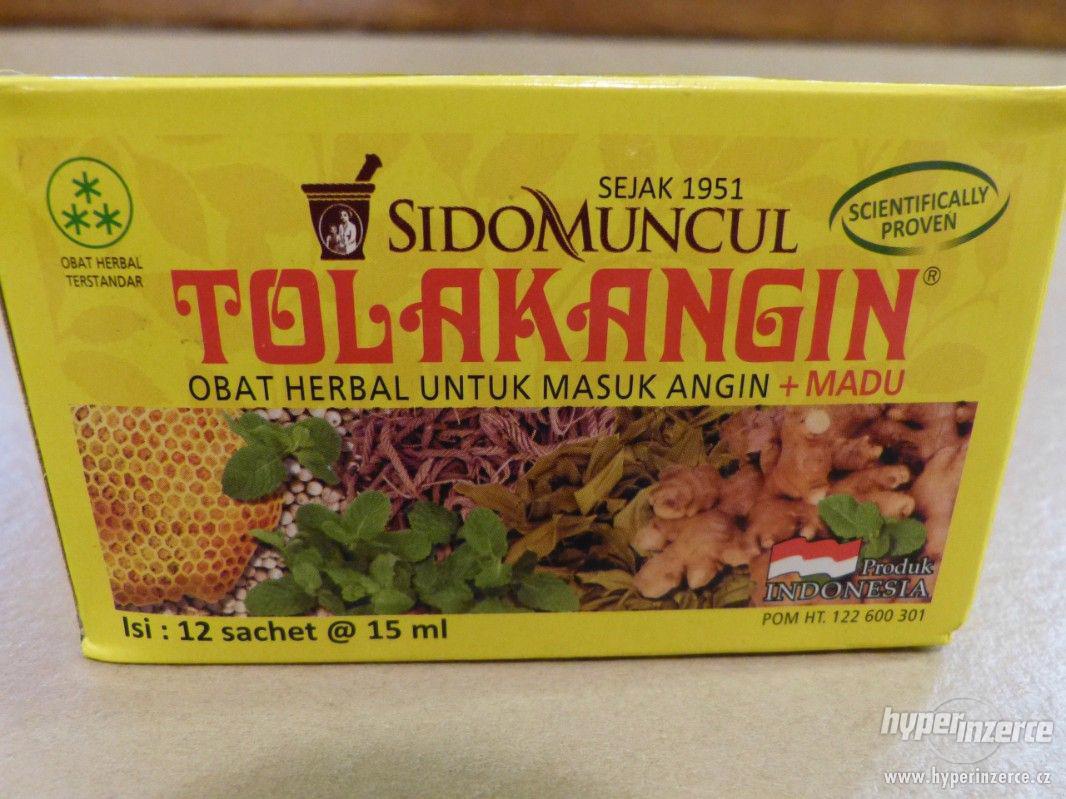 SEJAK 1951
SIDOMUNCUL
SCIENTIFICALLY
PROVEN
OBAT HERBAL
TERSTANDAR
TOLAKANGIN®
OBAT HERBAL UNTUK MASUK ANGIN + MADU
Produk
INDONESIA
Isi : 12 sachet @ 15 ml
POM HT. 122 600 301
hyperinzerce
www.hyperinzerce.cz